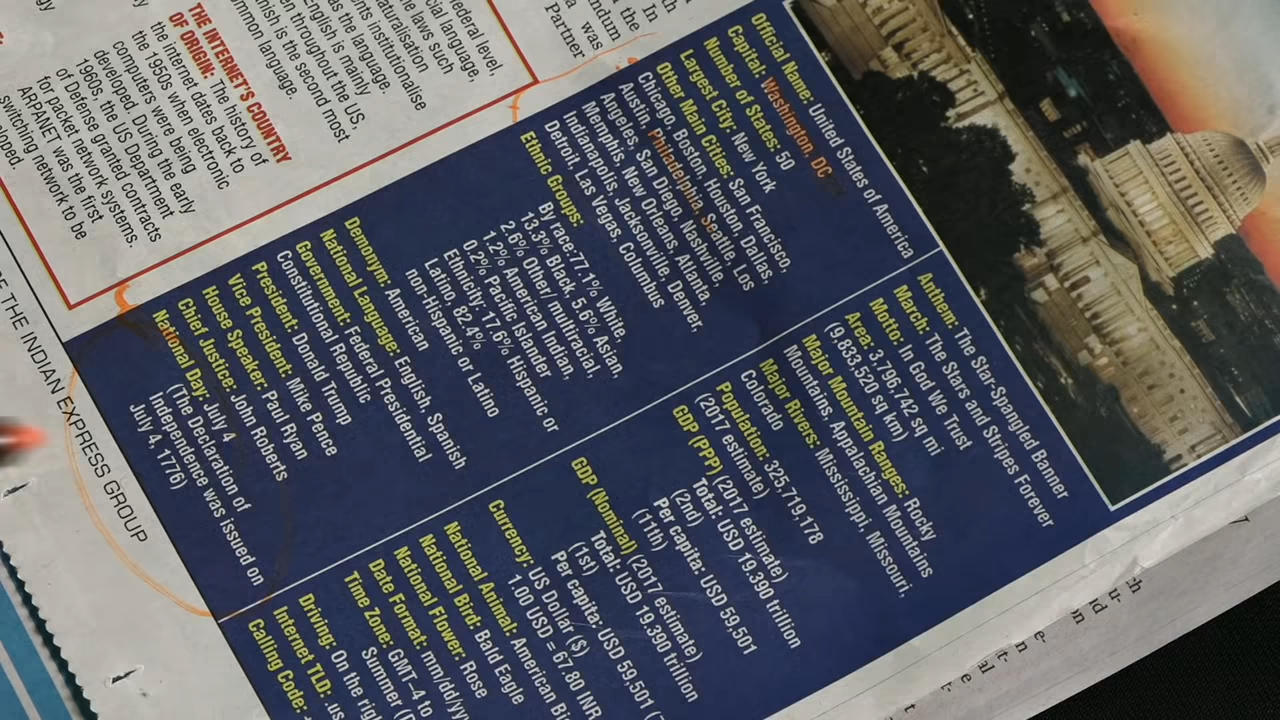 federal level,
cial language,
laws such
naturalisation
nts institutionalise
as the language.
English is mainly
en throughout the US,
nish is the second most
mmon language.
THE INTERNET'S COUNTRY
OF ORIGIN: The history of
the internet dates back to
the 1950s when electronic
computers were being
developed. During the early
1960s, the US Department
of Defense granted contracts
for packet network systems.
ARPANET was the first
switching network to be
Partner
was
In
the
Official Name: United States of America
Capital: Washington, DC
Number of States: 50
Largest City: New York
Other Main Cities: San Francisco,
Chicago, Boston, Houston, Dallas,
Austin, Philadelphia, Seattle, Los
Angeles, San Diego, Nashville,
Memphis, New Orleans, Atlanta
Indianapolis, Jacksonville, Denver,
Detroit, Las Vegas, Columbus
Ethnic Groups:
By race:77.1% White,
13.3% Black, 5.6% Asian,
2.6% Other/multiractral,
1.2% American Indian,
0.2% Pacific Islander
Ethnicity: 17.6% Hispanic or
Latino, 82.4%
non-Hispanic or Latino
Demonym: American
National Language: English, Spanish
Government: Federal Presidential
Constitutional Republic
President: Donald Trump
Vice President: Mike Pence
House Speaker: Paul Ryan
Chief Justice: John Roberts
National Day: July 4
(The Declaration of
Independence was issued on
July 4, 1776)
Anthem: The Star-Spangled Banner
March: The Stars and Stripes Forever
Motto: In God We Trust
Area: 3,796,742 sq mi
(9,833,520 sq km)
Major Mountain Ranges: Rocky
Mountains, Appalachian Mountains
Major Rivers: Mississippi, Missouri,
Colorado
Population: 325,719,178
(2017 estimate)
GDP (PPP) (2017 estimate)
Total: USD 19.390 trillion
(2nd)
Per capita: USD 59,501
(11th)
GDP (Nominal) (2017 estimate)
Total: USD 19.390 trillion
(1st)
Per capita: USD 59,501 (7
Currency: US Dollar ($)
1.00 USD = 67.80 INR
National Animal: American Bi
National Bird: Bald Eagle
National Flower: Rose
Date Format: mm/dd/yy
Time Zone: GMT-4 to
Summer (D
Driving: On the righ
Internet TLD: .us
Calling Code:
THE INDIAN EXPRESS GROUP